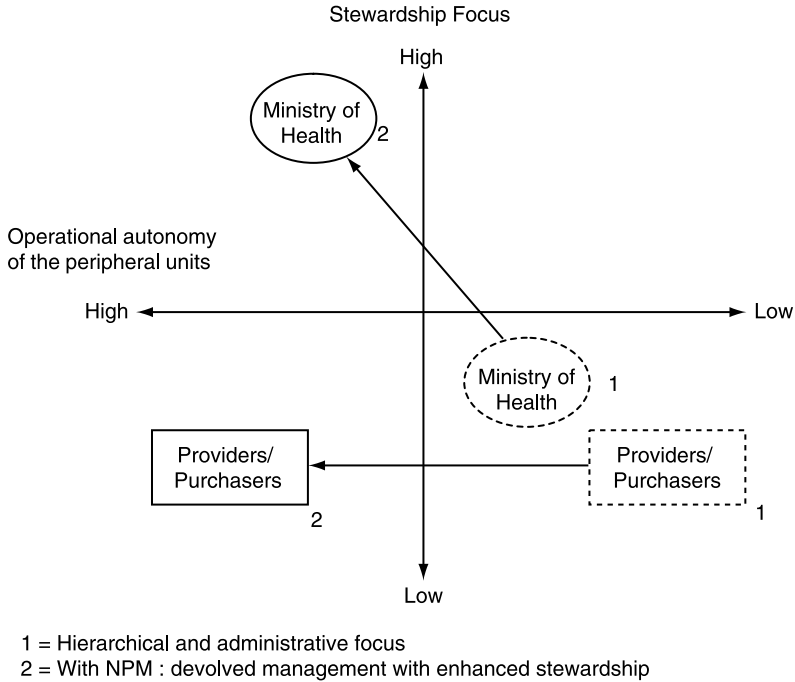 Stewardship Focus
High
Ministry of
Health
2
Operational autonomy
of the peripheral units
High
Low
Ministry of
Health
1
Providers/
Purchasers
2
Providers/
Purchasers
1
Low
1 = Hierarchical and administrative focus
2 = With NPM : devolved management with enhanced stewardship